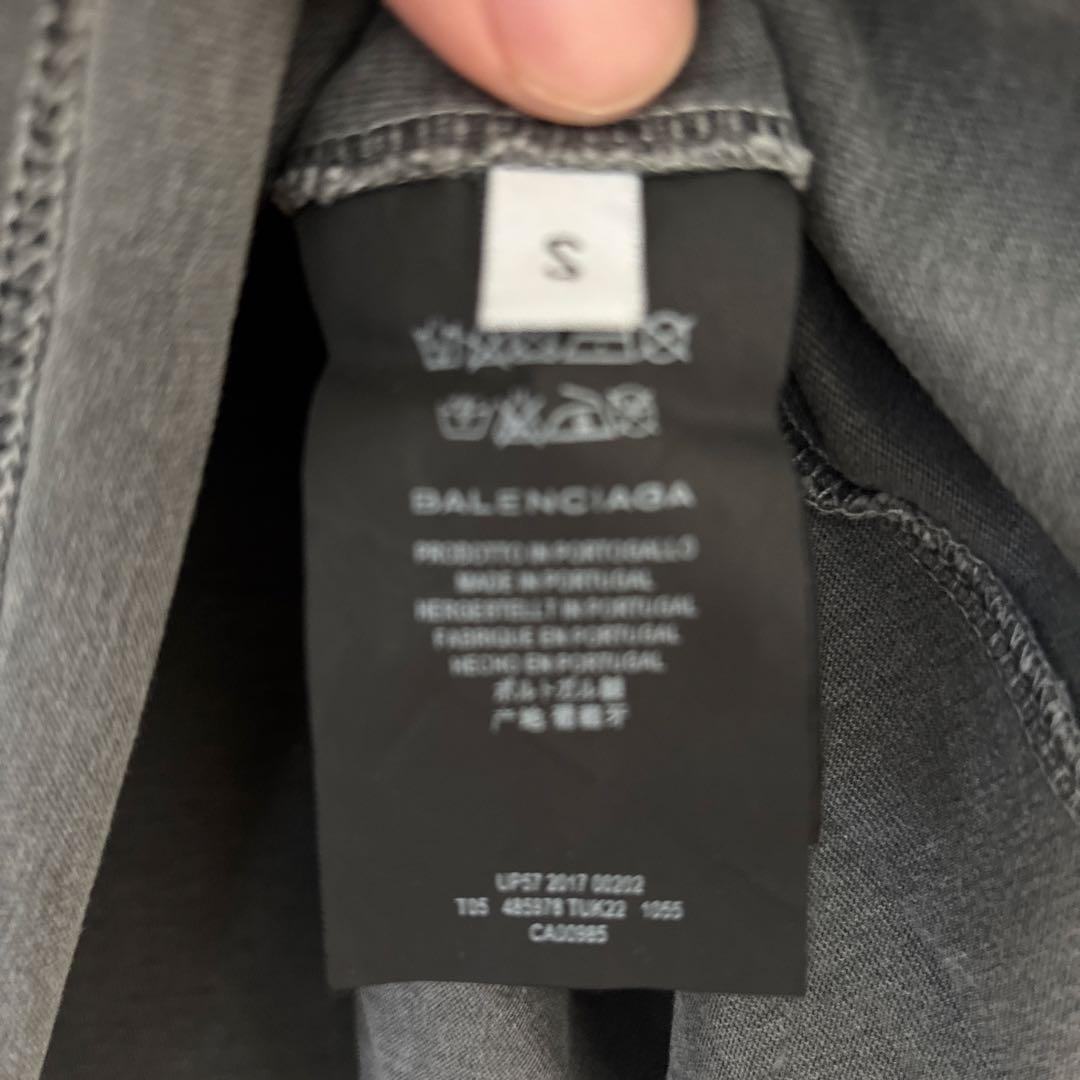 S
BALENCIAGA
PRODOTTO IN PORTOGALLO
MADE IN PORTUGAL
HERGESTELLT IN PORTUGAL
FABRIQUE EN PORTUGAL
HECHO EN PORTUGAL
ポルトガル製
产地 葡萄牙
UP57 2017 00202
T05 485978 TUK22 1055
CA00985